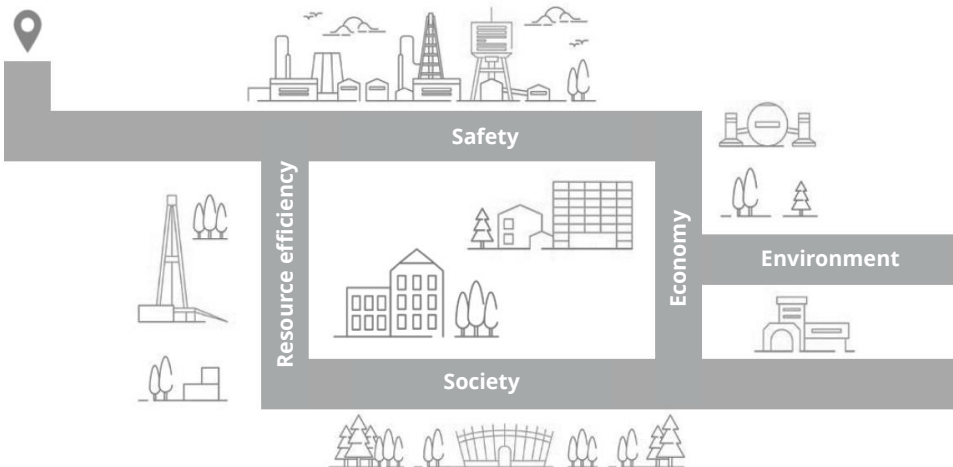 Safety
Resource efficiency
Economy
Environment
Society